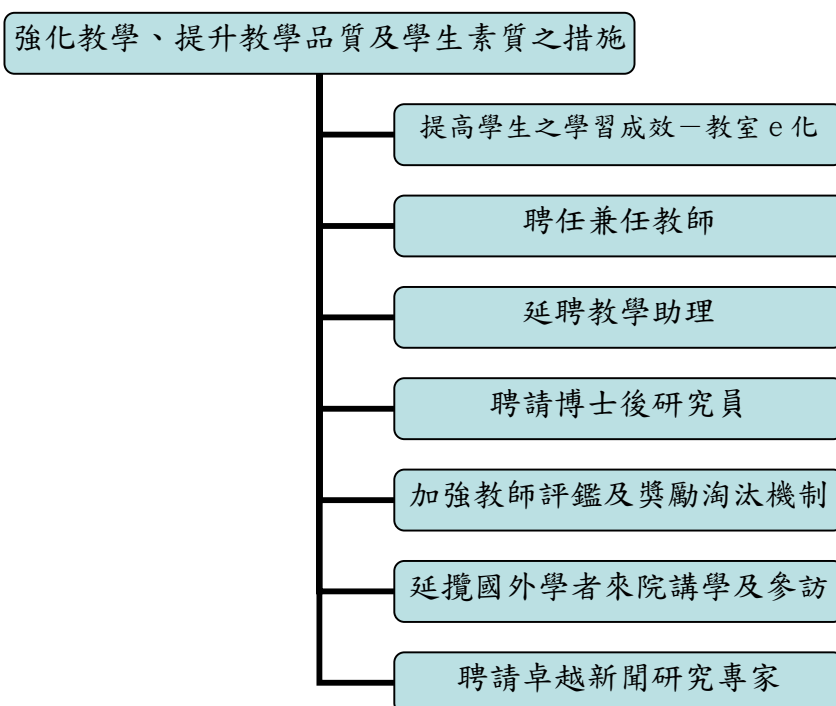 強化教學、提升教學品質及學生素質之措施
提高學生之學習成效－教室 e 化
聘任兼任教師
延聘教學助理
聘請博士後研究員
加強教師評鑑及獎勵淘汰機制
延攬國外學者來院講學及參訪
聘請卓越新聞研究專家